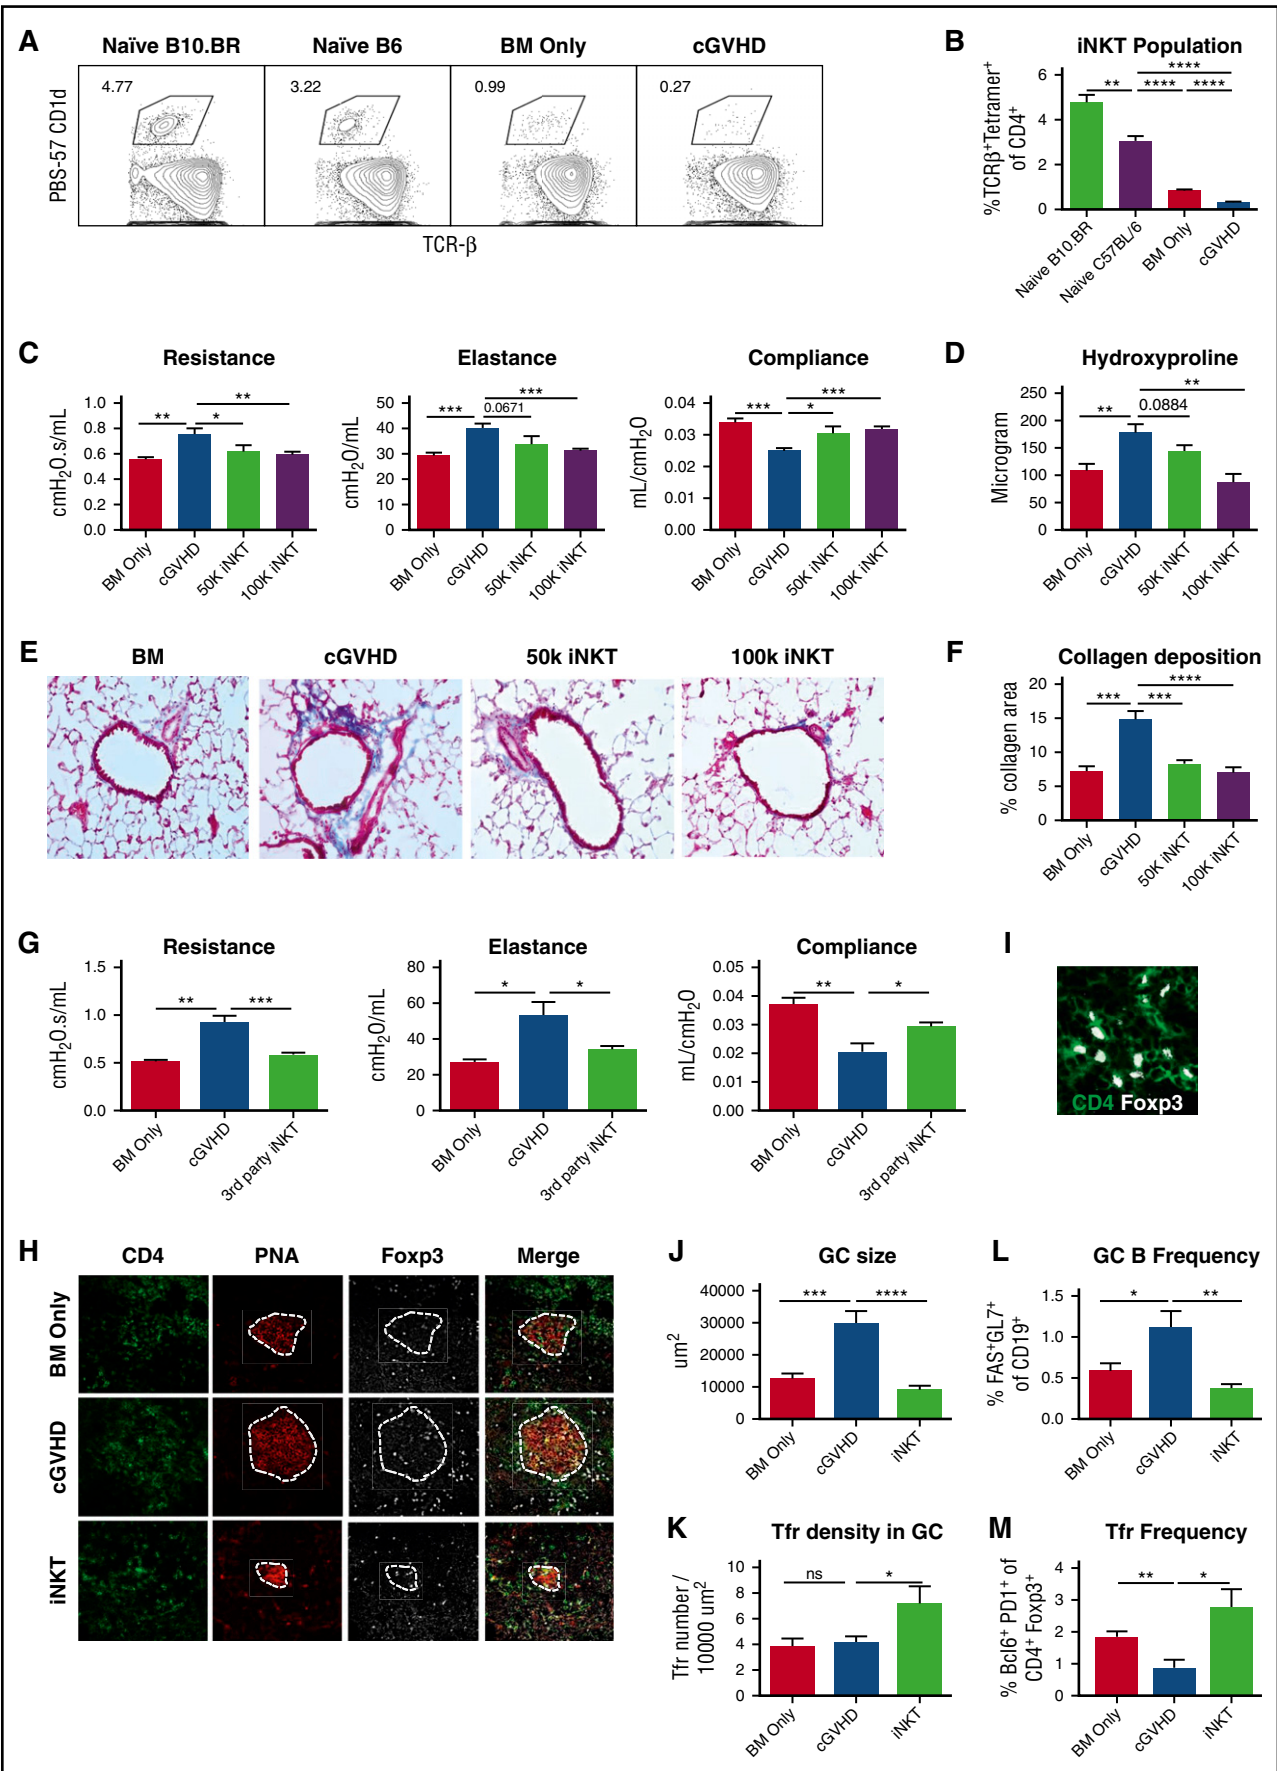 A
Naïve B10.BR
Naïve B6
BM Only
cGVHD
4.77
3.22
0.99
0.27
PBS-57 CD1d
TCR-β
B
iNKT Population
****
** **** ****
%TCRβ⁺Tetramer⁺
of CD4⁺
6
4
2
0
Naive B10.BR
Naive C57BL/6
BM Only
cGVHD
C
Resistance
cmH₂O.s/mL
1.0
0.8
0.6
0.4
0.2
0.0
**
** *
BM Only
cGVHD
50K iNKT
100K iNKT
Elastance
cmH₂O/mL
50
40
30
20
10
0
***
*** 0.0671
BM Only
cGVHD
50K iNKT
100K iNKT
Compliance
mL/cmH₂O
0.04
0.03
0.02
0.01
0.00
***
*** *
BM Only
cGVHD
50K iNKT
100K iNKT
D
Hydroxyproline
Microgram
250
200
150
100
50
0
**
** 0.0884
BM Only
cGVHD
50K iNKT
100K iNKT
E
BM
cGVHD
50k iNKT
100k iNKT
F
Collagen deposition
% collagen area
20
15
10
5
0
****
*** ***
BM Only
cGVHD
50K iNKT
100K iNKT
G
Resistance
cmH₂O.s/mL
1.5
1.0
0.5
0.0
** ***
BM Only
cGVHD
3rd party iNKT
Elastance
cmH₂O/mL
80
60
40
20
0
* *
BM Only
cGVHD
3rd party iNKT
Compliance
mL/cmH₂O
0.05
0.04
0.03
0.02
0.01
0.00
** *
BM Only
cGVHD
3rd party iNKT
I
CD4 Foxp3
H
CD4
PNA
Foxp3
Merge
BM Only
cGVHD
iNKT
J
GC size
um²
40000
30000
20000
10000
0
*** ****
BM Only
cGVHD
iNKT
L
GC B Frequency
% FAS⁺GL7⁺
of CD19⁺
1.5
1.0
0.5
0.0
* **
BM Only
cGVHD
iNKT
K
Tfr density in GC
Tfr number /
10000 um²
10
8
6
4
2
0
ns *
BM Only
cGVHD
iNKT
M
Tfr Frequency
% Bcl6⁺ PD1⁺ of
CD4⁺ Foxp3⁺
4
3
2
1
0
** *
BM Only
cGVHD
iNKT